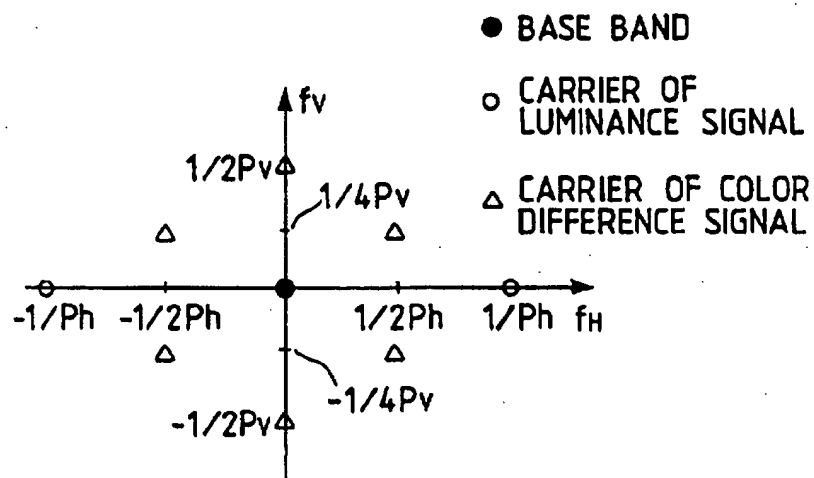 ● BASE BAND
○ CARRIER OF
LUMINANCE SIGNAL
△ CARRIER OF COLOR
DIFFERENCE SIGNAL
fv
1/2Pv
1/4Pv
-1/Ph
-1/2Ph
1/2Ph
1/Ph
fH
-1/4Pv
-1/2Pv